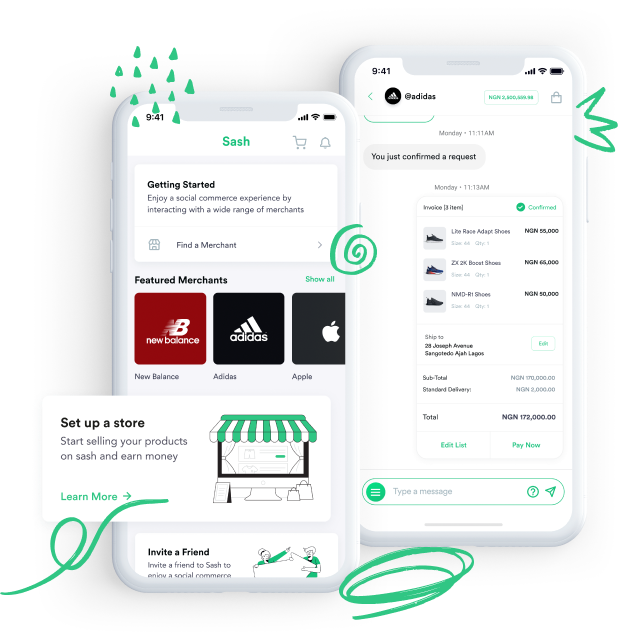 9:41
Sash
Getting Started
Enjoy a social commerce experience by
interacting with a wide range of merchants
Find a Merchant
Featured Merchants
Show all
new balance
adidas
New Balance
Adidas
Apple
Set up a store
Start selling your products
on sash and earn money
Learn More →
Invite a Friend
Invite a friend to Sash to
enjoy a social commerce
9:41
@adidas
NGN 2,500,559.98
Monday • 11:11AM
You just confirmed a request
Monday • 11:13AM
Invoice [3 item]
Confirmed
Lite Race Adapt Shoes
NGN 55,000
Size: 44 Qty: 1
ZX 2K Boost Shoes
NGN 65,000
Size: 44 Qty: 1
NMD-R1 Shoes
NGN 50,000
Size: 44 Qty: 1
Ship to
28 Joseph Avenue
Sangotedo Ajah Lagos
Edit
Sub-Total
NGN 170,000.00
Standard Delivery:
NGN 2,000.00
Total
NGN 172,000.00
Edit List
Pay Now
Type a message